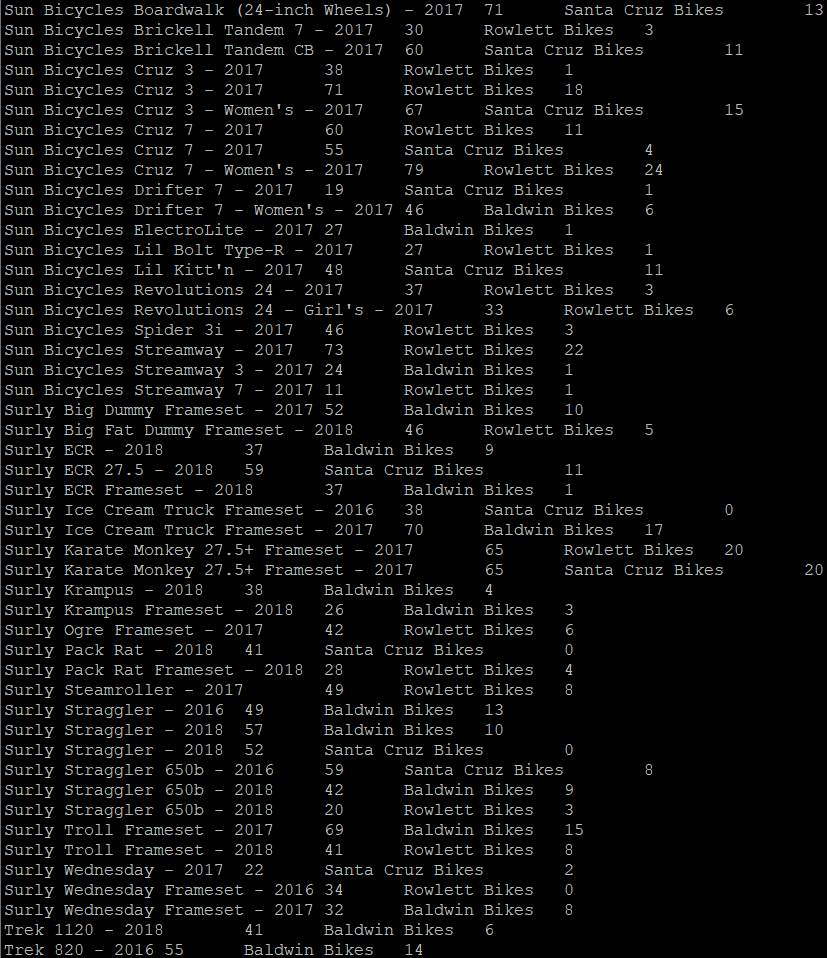 Sun Bicycles Boardwalk (24-inch Wheels) - 2017 71 Santa Cruz Bikes 13
Sun Bicycles Brickell Tandem 7 - 2017 30 Rowlett Bikes 3
Sun Bicycles Brickell Tandem CB - 2017 60 Santa Cruz Bikes 11
Sun Bicycles Cruz 3 - 2017 38 Rowlett Bikes 1
Sun Bicycles Cruz 3 - 2017 71 Rowlett Bikes 18
Sun Bicycles Cruz 3 - Women's - 2017 67 Santa Cruz Bikes 15
Sun Bicycles Cruz 7 - 2017 60 Rowlett Bikes 11
Sun Bicycles Cruz 7 - 2017 55 Santa Cruz Bikes 4
Sun Bicycles Cruz 7 - Women's - 2017 79 Rowlett Bikes 24
Sun Bicycles Drifter 7 - 2017 19 Santa Cruz Bikes 1
Sun Bicycles Drifter 7 - Women's - 2017 46 Baldwin Bikes 6
Sun Bicycles ElectroLite - 2017 27 Baldwin Bikes 1
Sun Bicycles Lil Bolt Type-R - 2017 27 Rowlett Bikes 1
Sun Bicycles Lil Kitt'n - 2017 48 Santa Cruz Bikes 11
Sun Bicycles Revolutions 24 - 2017 37 Rowlett Bikes 3
Sun Bicycles Revolutions 24 - Girl's - 2017 33 Rowlett Bikes 6
Sun Bicycles Spider 3i - 2017 46 Rowlett Bikes 3
Sun Bicycles Streamway - 2017 73 Rowlett Bikes 22
Sun Bicycles Streamway 3 - 2017 24 Baldwin Bikes 1
Sun Bicycles Streamway 7 - 2017 11 Rowlett Bikes 1
Surly Big Dummy Frameset - 2017 52 Baldwin Bikes 10
Surly Big Fat Dummy Frameset - 2018 46 Rowlett Bikes 5
Surly ECR - 2018 37 Baldwin Bikes 9
Surly ECR 27.5 - 2018 59 Santa Cruz Bikes 11
Surly ECR Frameset - 2018 37 Baldwin Bikes 1
Surly Ice Cream Truck Frameset - 2016 38 Santa Cruz Bikes 0
Surly Ice Cream Truck Frameset - 2017 70 Baldwin Bikes 17
Surly Karate Monkey 27.5+ Frameset - 2017 65 Rowlett Bikes 20
Surly Karate Monkey 27.5+ Frameset - 2017 65 Santa Cruz Bikes 20
Surly Krampus - 2018 38 Baldwin Bikes 4
Surly Krampus Frameset - 2018 26 Baldwin Bikes 3
Surly Ogre Frameset - 2017 42 Rowlett Bikes 6
Surly Pack Rat - 2018 41 Santa Cruz Bikes 0
Surly Pack Rat Frameset - 2018 28 Rowlett Bikes 4
Surly Steamroller - 2017 49 Rowlett Bikes 8
Surly Straggler - 2016 49 Baldwin Bikes 13
Surly Straggler - 2018 57 Baldwin Bikes 10
Surly Straggler - 2018 52 Santa Cruz Bikes 0
Surly Straggler 650b - 2016 59 Santa Cruz Bikes 8
Surly Straggler 650b - 2018 42 Baldwin Bikes 9
Surly Straggler 650b - 2018 20 Rowlett Bikes 3
Surly Troll Frameset - 2017 69 Baldwin Bikes 15
Surly Troll Frameset - 2018 41 Rowlett Bikes 8
Surly Wednesday - 2017 22 Santa Cruz Bikes 2
Surly Wednesday Frameset - 2016 34 Rowlett Bikes 0
Surly Wednesday Frameset - 2017 32 Baldwin Bikes 8
Trek 1120 - 2018 41 Baldwin Bikes 6
Trek 820 - 2016 55 Baldwin Bikes 14